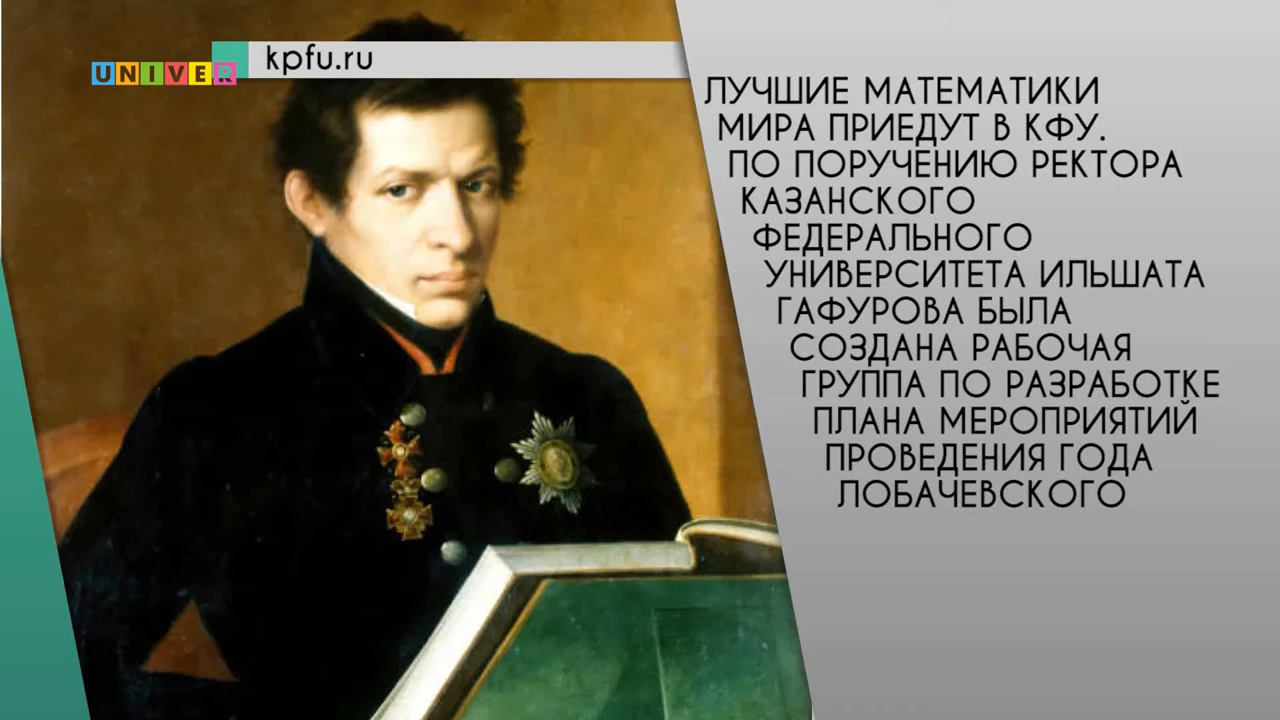 UNIVER
kpfu.ru
ЛУЧШИЕ МАТЕМАТИКИ
МИРА ПРИЕДУТ В КФУ.
ПО ПОРУЧЕНИЮ РЕКТОРА
КАЗАНСКОГО
ФЕДЕРАЛЬНОГО
УНИВЕРСИТЕТА ИЛЬШАТА
ГАФУРОВА БЫЛА
СОЗДАНА РАБОЧАЯ
ГРУППА ПО РАЗРАБОТКЕ
ПЛАНА МЕРОПРИЯТИЙ
ПРОВЕДЕНИЯ ГОДА
ЛОБАЧЕВСКОГО